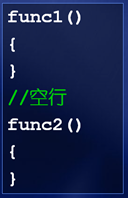 func1()
{
}
//空行
func2()
{
}